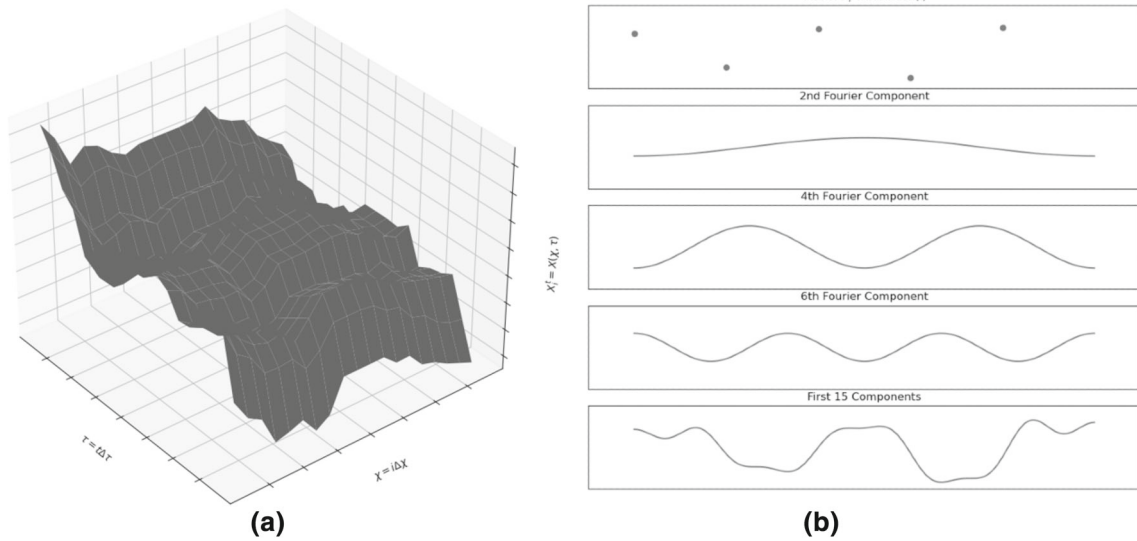 X_i^t = X(χ, τ)
τ = tΔτ
χ = iΔχ
(a)
2nd Fourier Component
4th Fourier Component
6th Fourier Component
First 15 Components
(b)